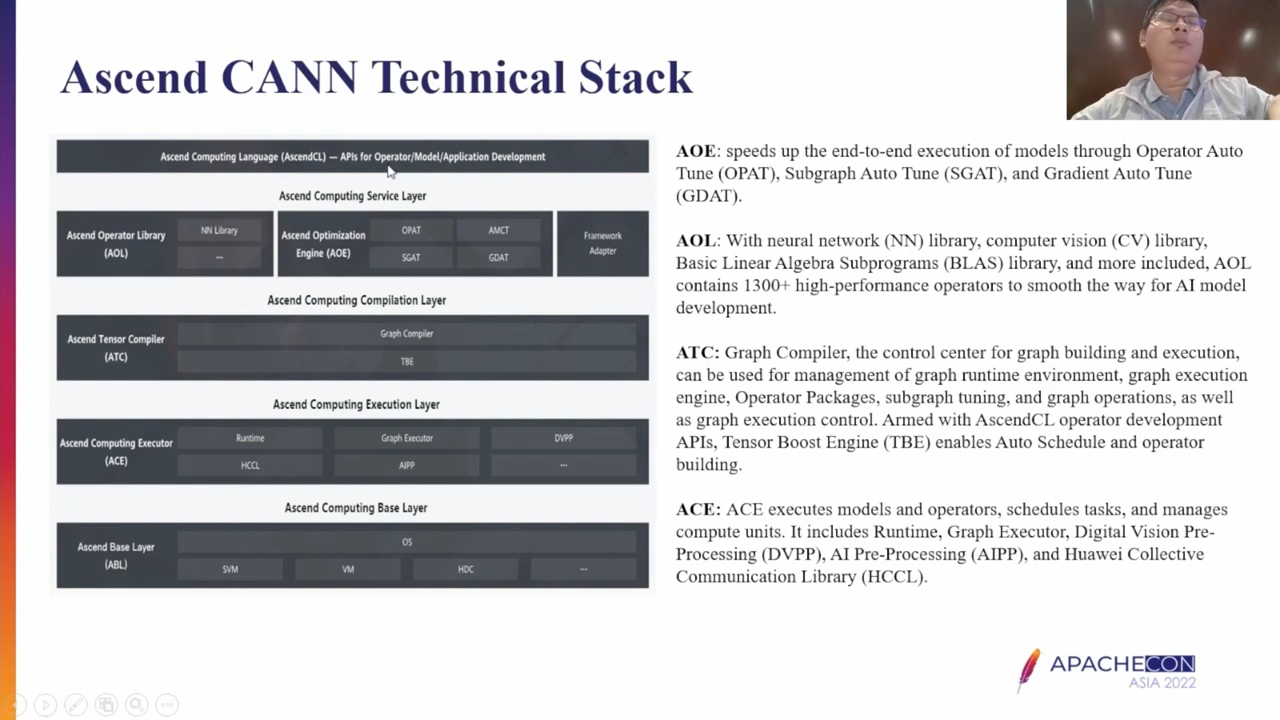 Ascend CANN Technical Stack
Ascend Computing Language (AscendCL) — APIs for Operator/Model/Application Development
Ascend Computing Service Layer
Ascend Operator Library
(AOL)
NN Library
...
Ascend Optimization
Engine (AOE)
OPAT
AMCT
SGAT
GDAT
Framework
Adapter
Ascend Computing Compilation Layer
Ascend Tensor Compiler
(ATC)
Graph Compiler
TBE
Ascend Computing Execution Layer
Ascend Computing Executor
(ACE)
Runtime
Graph Executor
DVPP
HCCL
AIPP
...
Ascend Computing Base Layer
Ascend Base Layer
(ABL)
OS
SVM
VM
HDC
...
AOE: speeds up the end-to-end execution of models through Operator Auto
Tune (OPAT), Subgraph Auto Tune (SGAT), and Gradient Auto Tune
(GDAT).
AOL: With neural network (NN) library, computer vision (CV) library,
Basic Linear Algebra Subprograms (BLAS) library, and more included, AOL
contains 1300+ high-performance operators to smooth the way for AI model
development.
ATC: Graph Compiler, the control center for graph building and execution,
can be used for management of graph runtime environment, graph execution
engine, Operator Packages, subgraph tuning, and graph operations, as well
as graph execution control. Armed with AscendCL operator development
APIs, Tensor Boost Engine (TBE) enables Auto Schedule and operator
building.
ACE: ACE executes models and operators, schedules tasks, and manages
compute units. It includes Runtime, Graph Executor, Digital Vision Pre-
Processing (DVPP), AI Pre-Processing (AIPP), and Huawei Collective
Communication Library (HCCL).
APACHECON
ASIA 2022